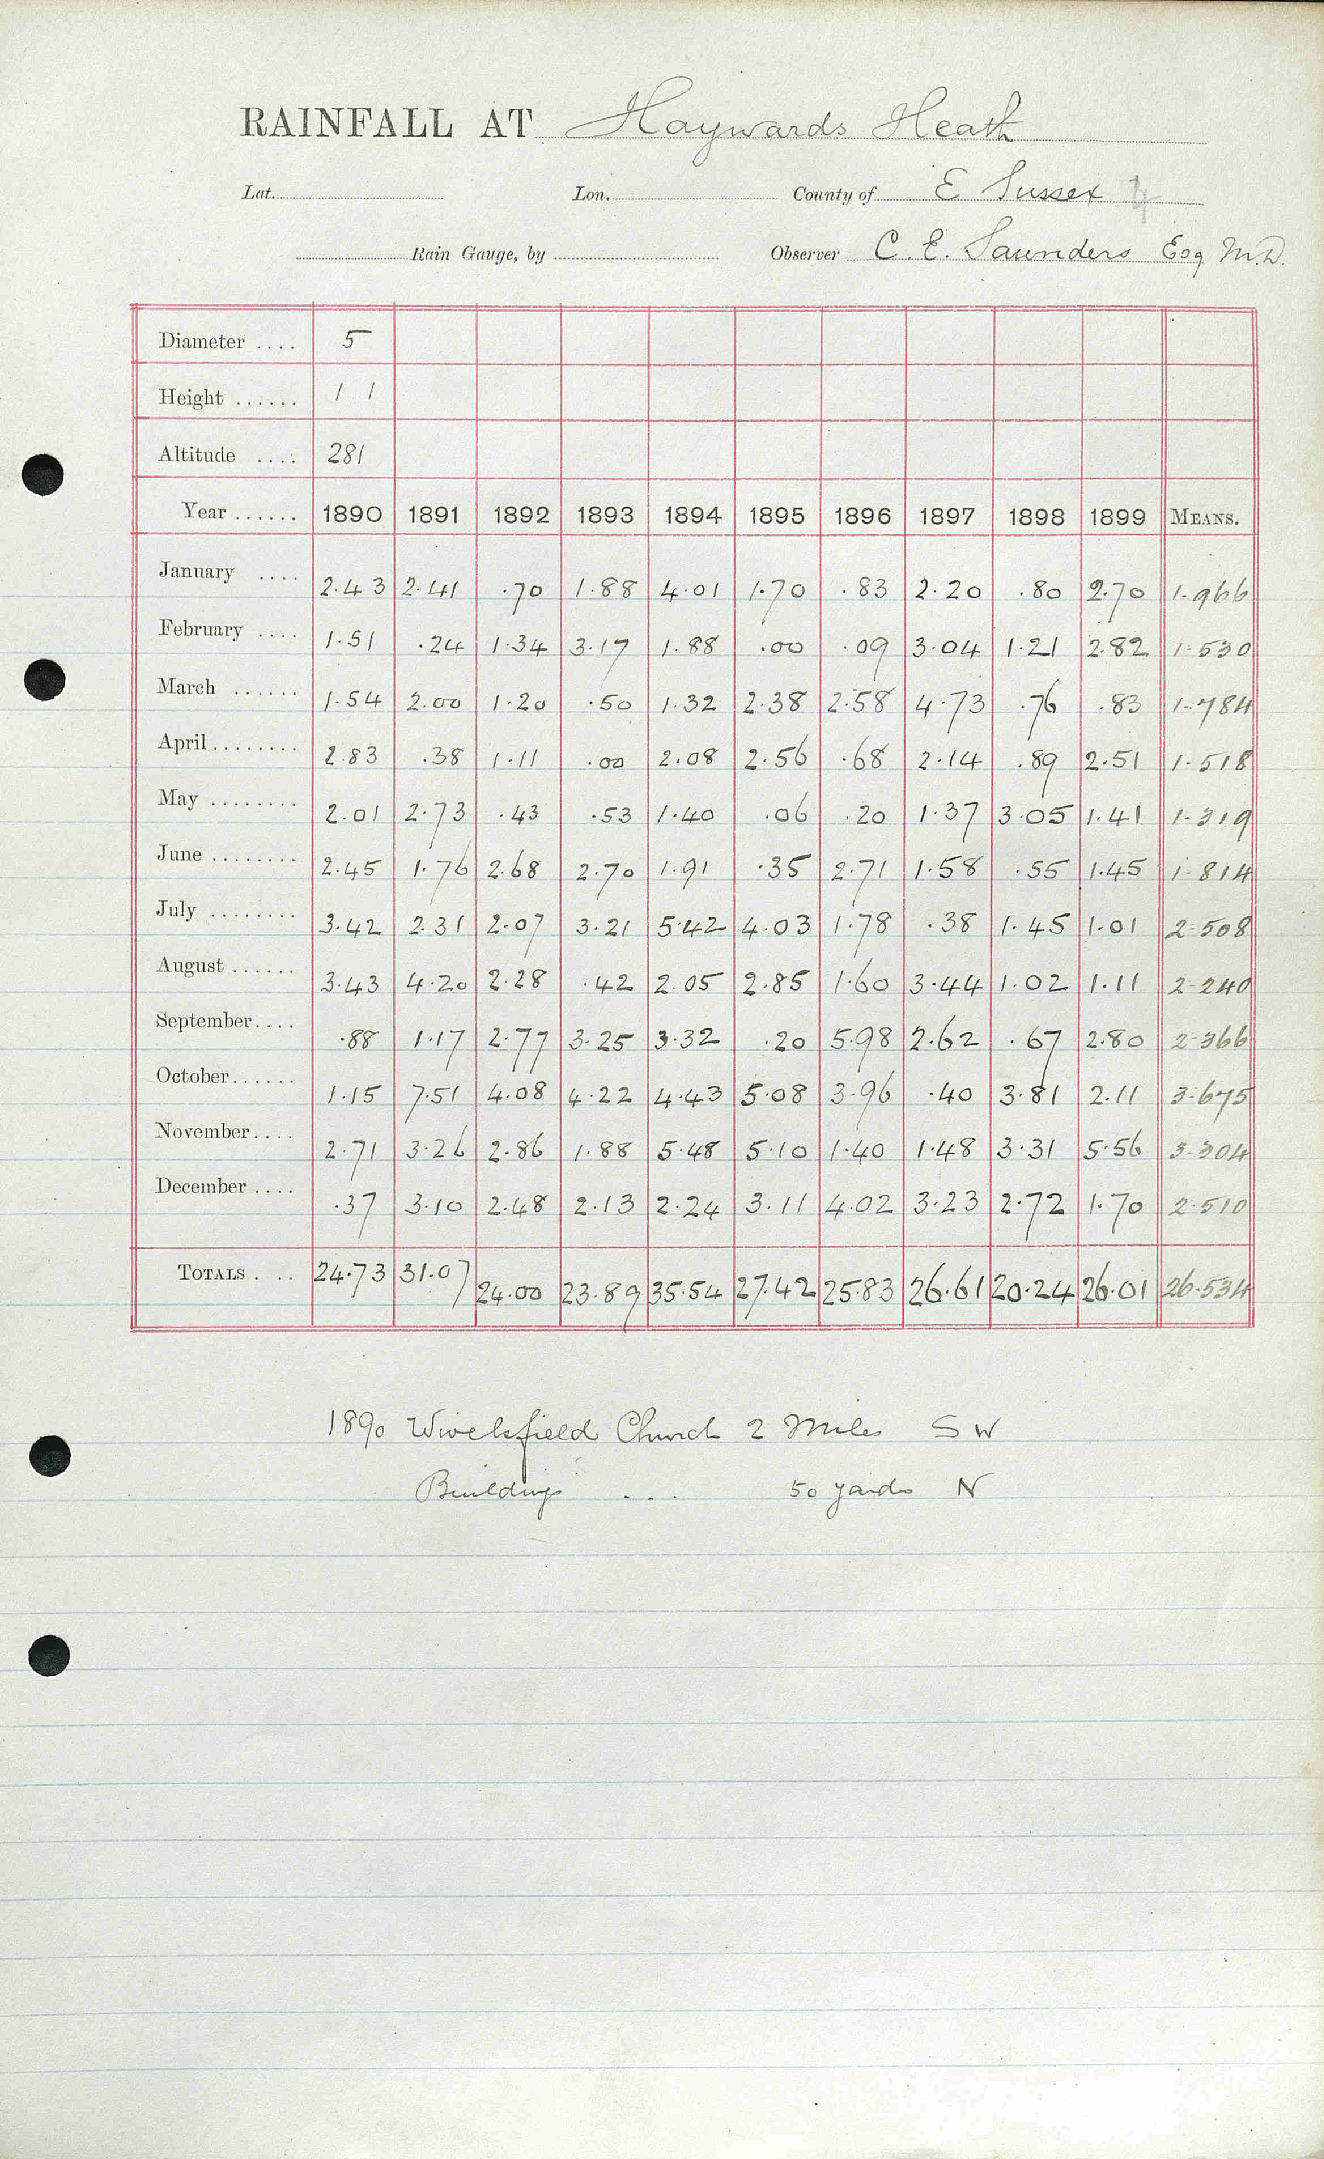 RAINFALL AT Haywards Heath
Lat. Lon. County of E Sussex 4
Rain Gauge, by Observer C. E. Saunders Esq M.D.
Diameter .... 5
Height ...... 1 1
Altitude .... 281
Year ...... 1890 1891 1892 1893 1894 1895 1896 1897 1898 1899 MEANS.
January .... 2.43 2.41 .70 1.88 4.01 1.70 .83 2.20 .80 2.70 1.966
February .... 1.51 .24 1.34 3.17 1.88 .00 .09 3.04 1.21 2.82 1.530
March ...... 1.54 2.00 1.20 .50 1.32 2.38 2.58 4.73 .76 .83 1.784
April ........ 2.83 .38 1.11 .00 2.08 2.56 .68 2.14 .89 2.51 1.518
May ........ 2.01 2.73 .43 .53 1.40 .06 .20 1.37 3.05 1.41 1.319
June ........ 2.45 1.76 2.68 2.70 1.91 .35 2.71 1.58 .55 1.45 1.814
July ........ 3.42 2.31 2.07 3.21 5.42 4.03 1.78 .38 1.45 1.01 2.508
August ...... 3.43 4.20 2.28 .42 2.05 2.85 1.60 3.44 1.02 1.11 2.240
September .... .88 1.17 2.77 3.25 3.32 .20 5.98 2.62 .67 2.80 2.366
October ...... 1.15 7.51 4.08 4.22 4.43 5.08 3.96 .40 3.81 2.11 3.675
November .... 2.71 3.26 2.86 1.88 5.48 5.10 1.40 1.48 3.31 5.56 3.304
December .... .37 3.10 2.48 2.13 2.24 3.11 4.02 3.23 2.72 1.70 2.510
TOTALS . .. 24.73 31.07 24.00 23.89 35.54 27.42 25.83 26.61 20.24 26.01 26.534
1890 Wivelsfield Church 2 Miles SW
Buildings ... 50 yards N